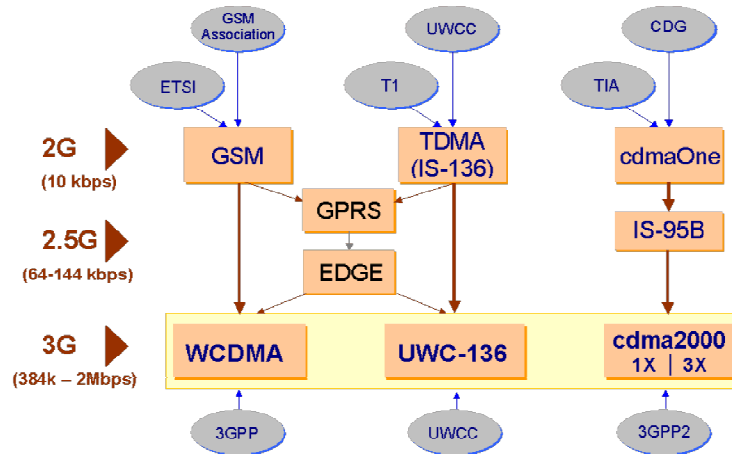 GSM
Association
UWCC
CDG
ETSI
T1
TIA
2G
(10 kbps)
GSM
TDMA
(IS-136)
cdmaOne
GPRS
2.5G
(64-144 kbps)
IS-95B
EDGE
3G
(384k – 2Mbps)
WCDMA
UWC-136
cdma2000
1X | 3X
3GPP
UWCC
3GPP2